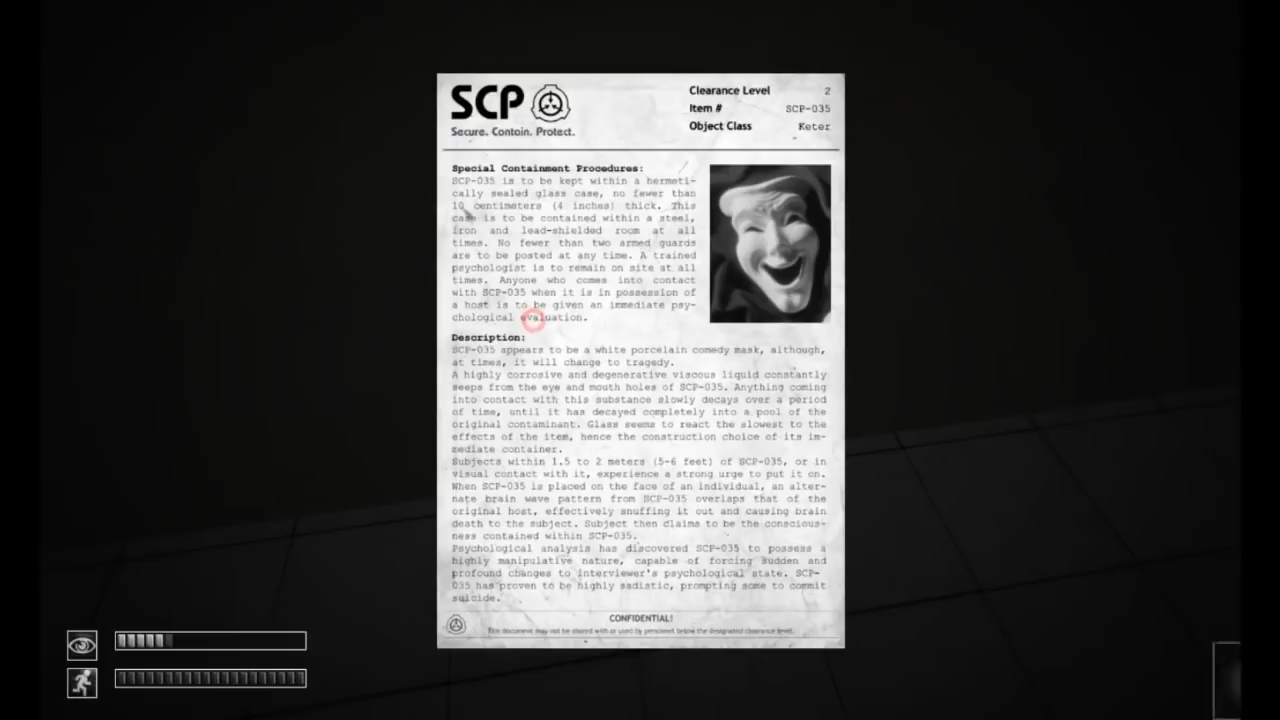 SCP
Secure. Contain. Protect.
Clearance Level 2
Item # SCP-035
Object Class Keter
Special Containment Procedures:
SCP-035 is to be kept within a hermeti-
cally sealed glass case, no fewer than
10 centimeters (4 inches) thick. This
case is to be contained within a steel,
iron and lead-shielded room at all
times. No fewer than two armed guards
are to be posted at any time. A trained
psychologist is to remain on site at all
times. Anyone who comes into contact
with SCP-035 when it is in possession of
a host is to be given an immediate psy-
chological evaluation.
Description:
SCP-035 appears to be a white porcelain comedy mask, although,
at times, it will change to tragedy.
A highly corrosive and degenerative viscous liquid constantly
seeps from the eye and mouth holes of SCP-035. Anything coming
into contact with this substance slowly decays over a period
of time, until it has decayed completely into a pool of the
original contaminant. Glass seems to react the slowest to the
effects of the item, hence the construction choice of its im-
mediate container.
Subjects within 1.5 to 2 meters (5-6 feet) of SCP-035, or in
visual contact with it, experience a strong urge to put it on.
When SCP-035 is placed on the face of an individual, an alter-
nate brain wave pattern from SCP-035 overlaps that of the
original host, effectively snuffing it out and causing brain
death to the subject. Subject then claims to be the conscious-
ness contained within SCP-035.
Psychological analysis has discovered SCP-035 to possess a
highly manipulative nature, capable of forcing sudden and
profound changes to interviewer's psychological state. SCP-
035 has proven to be highly sadistic, prompting some to commit
suicide.
CONFIDENTIAL!
This document may not be shared with or used by personnel below the designated clearance level.